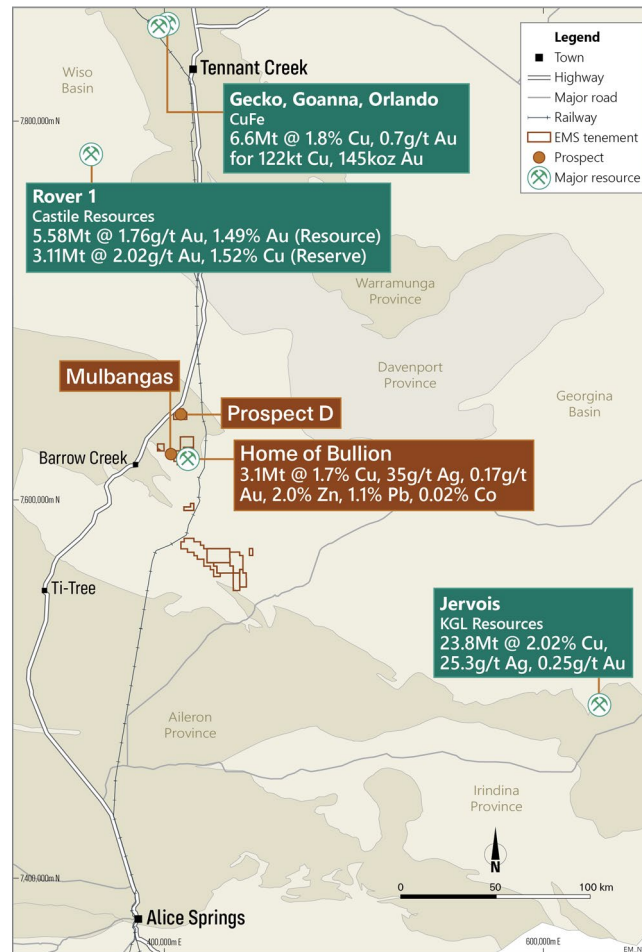 Legend
Town
Highway
Major road
Railway
EMS tenement
Prospect
Major resource
Wiso
Basin
Tennant Creek
7,800,000m N
Gecko, Goanna, Orlando
CuFe
6.6Mt @ 1.8% Cu, 0.7g/t Au
for 122kt Cu, 145koz Au
Rover 1
Castile Resources
5.58Mt @ 1.76g/t Au, 1.49% Au (Resource)
3.11Mt @ 2.02g/t Au, 1.52% Cu (Reserve)
Warramunga
Province
Davenport
Province
Georgina
Basin
Mulbangas
Prospect D
Barrow Creek
Home of Bullion
3.1Mt @ 1.7% Cu, 35g/t Ag, 0.17g/t
Au, 2.0% Zn, 1.1% Pb, 0.02% Co
7,600,000m N
Ti-Tree
Jervois
KGL Resources
23.8Mt @ 2.02% Cu,
25.3g/t Ag, 0.25g/t Au
Aileron
Province
Irindina
Province
N
0 50 100 km
7,400,000m N
Alice Springs
400,000m E
600,000m E